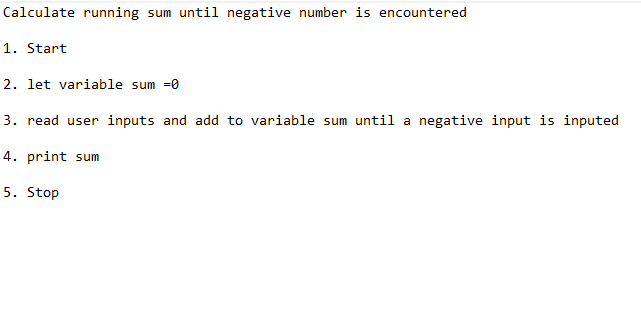 Calculate running sum until negative number is encountered
1. Start
2. let variable sum =0
3. read user inputs and add to variable sum until a negative input is inputed
4. print sum
5. Stop